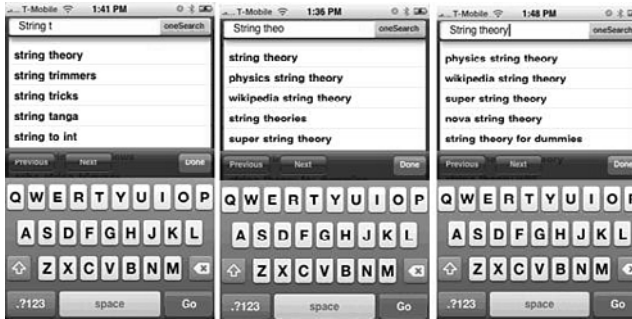 T-Mobile 1:41 PM
String t oneSearch
string theory
string trimmers
string tricks
string tanga
string to int
Previous Next Done
Q W E R T Y U I O P
A S D F G H J K L
Z X C V B N M
.?123 space Go
T-Mobile 1:36 PM
String theo oneSearch
string theory
physics string theory
wikipedia string theory
string theories
super string theory
Previous Next Done
Q W E R T Y U I O P
A S D F G H J K L
Z X C V B N M
.?123 space Go
T-Mobile 1:48 PM
String theory oneSearch
physics string theory
wikipedia string theory
super string theory
nova string theory
string theory for dummies
Previous Next Done
Q W E R T Y U I O P
A S D F G H J K L
Z X C V B N M
.?123 space Go